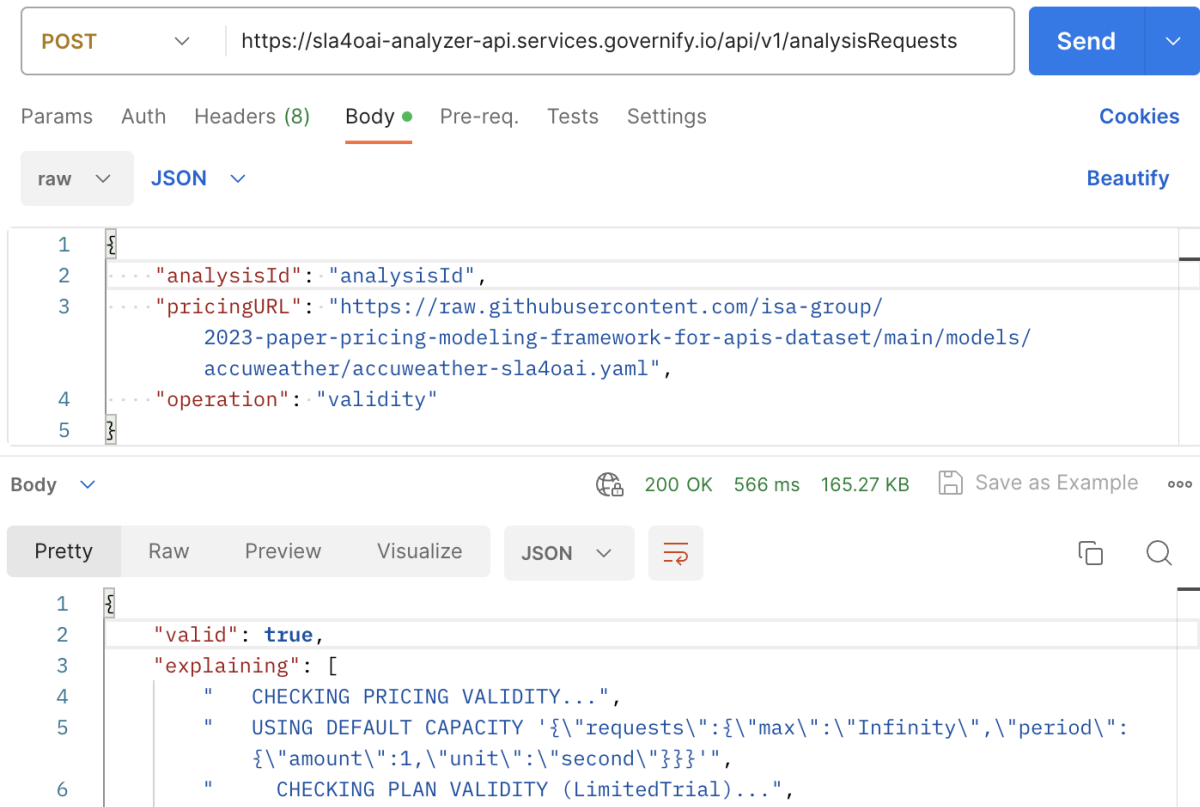 POST https://sla4oai-analyzer-api.services.governify.io/api/v1/analysisRequests Send
Params Auth Headers (8) Body Pre-req. Tests Settings Cookies
raw JSON Beautify
1 {
2 ····"analysisId":·"analysisId",
3 ····"pricingURL":·"https://raw.githubusercontent.com/isa-group/
2023-paper-pricing-modeling-framework-for-apis-dataset/main/models/
accuweather/accuweather-sla4oai.yaml",
4 ····"operation":·"validity"
5 }
Body 200 OK 566 ms 165.27 KB Save as Example
Pretty Raw Preview Visualize JSON
1 {
2 "valid": true,
3 "explaining": [
4 "   CHECKING PRICING VALIDITY...",
5 "   USING DEFAULT CAPACITY '{\"requests\":{\"max\":\"Infinity\",\"period\":
{\"amount\":1,\"unit\":\"second\"}}}'",
6 "     CHECKING PLAN VALIDITY (LimitedTrial)...",